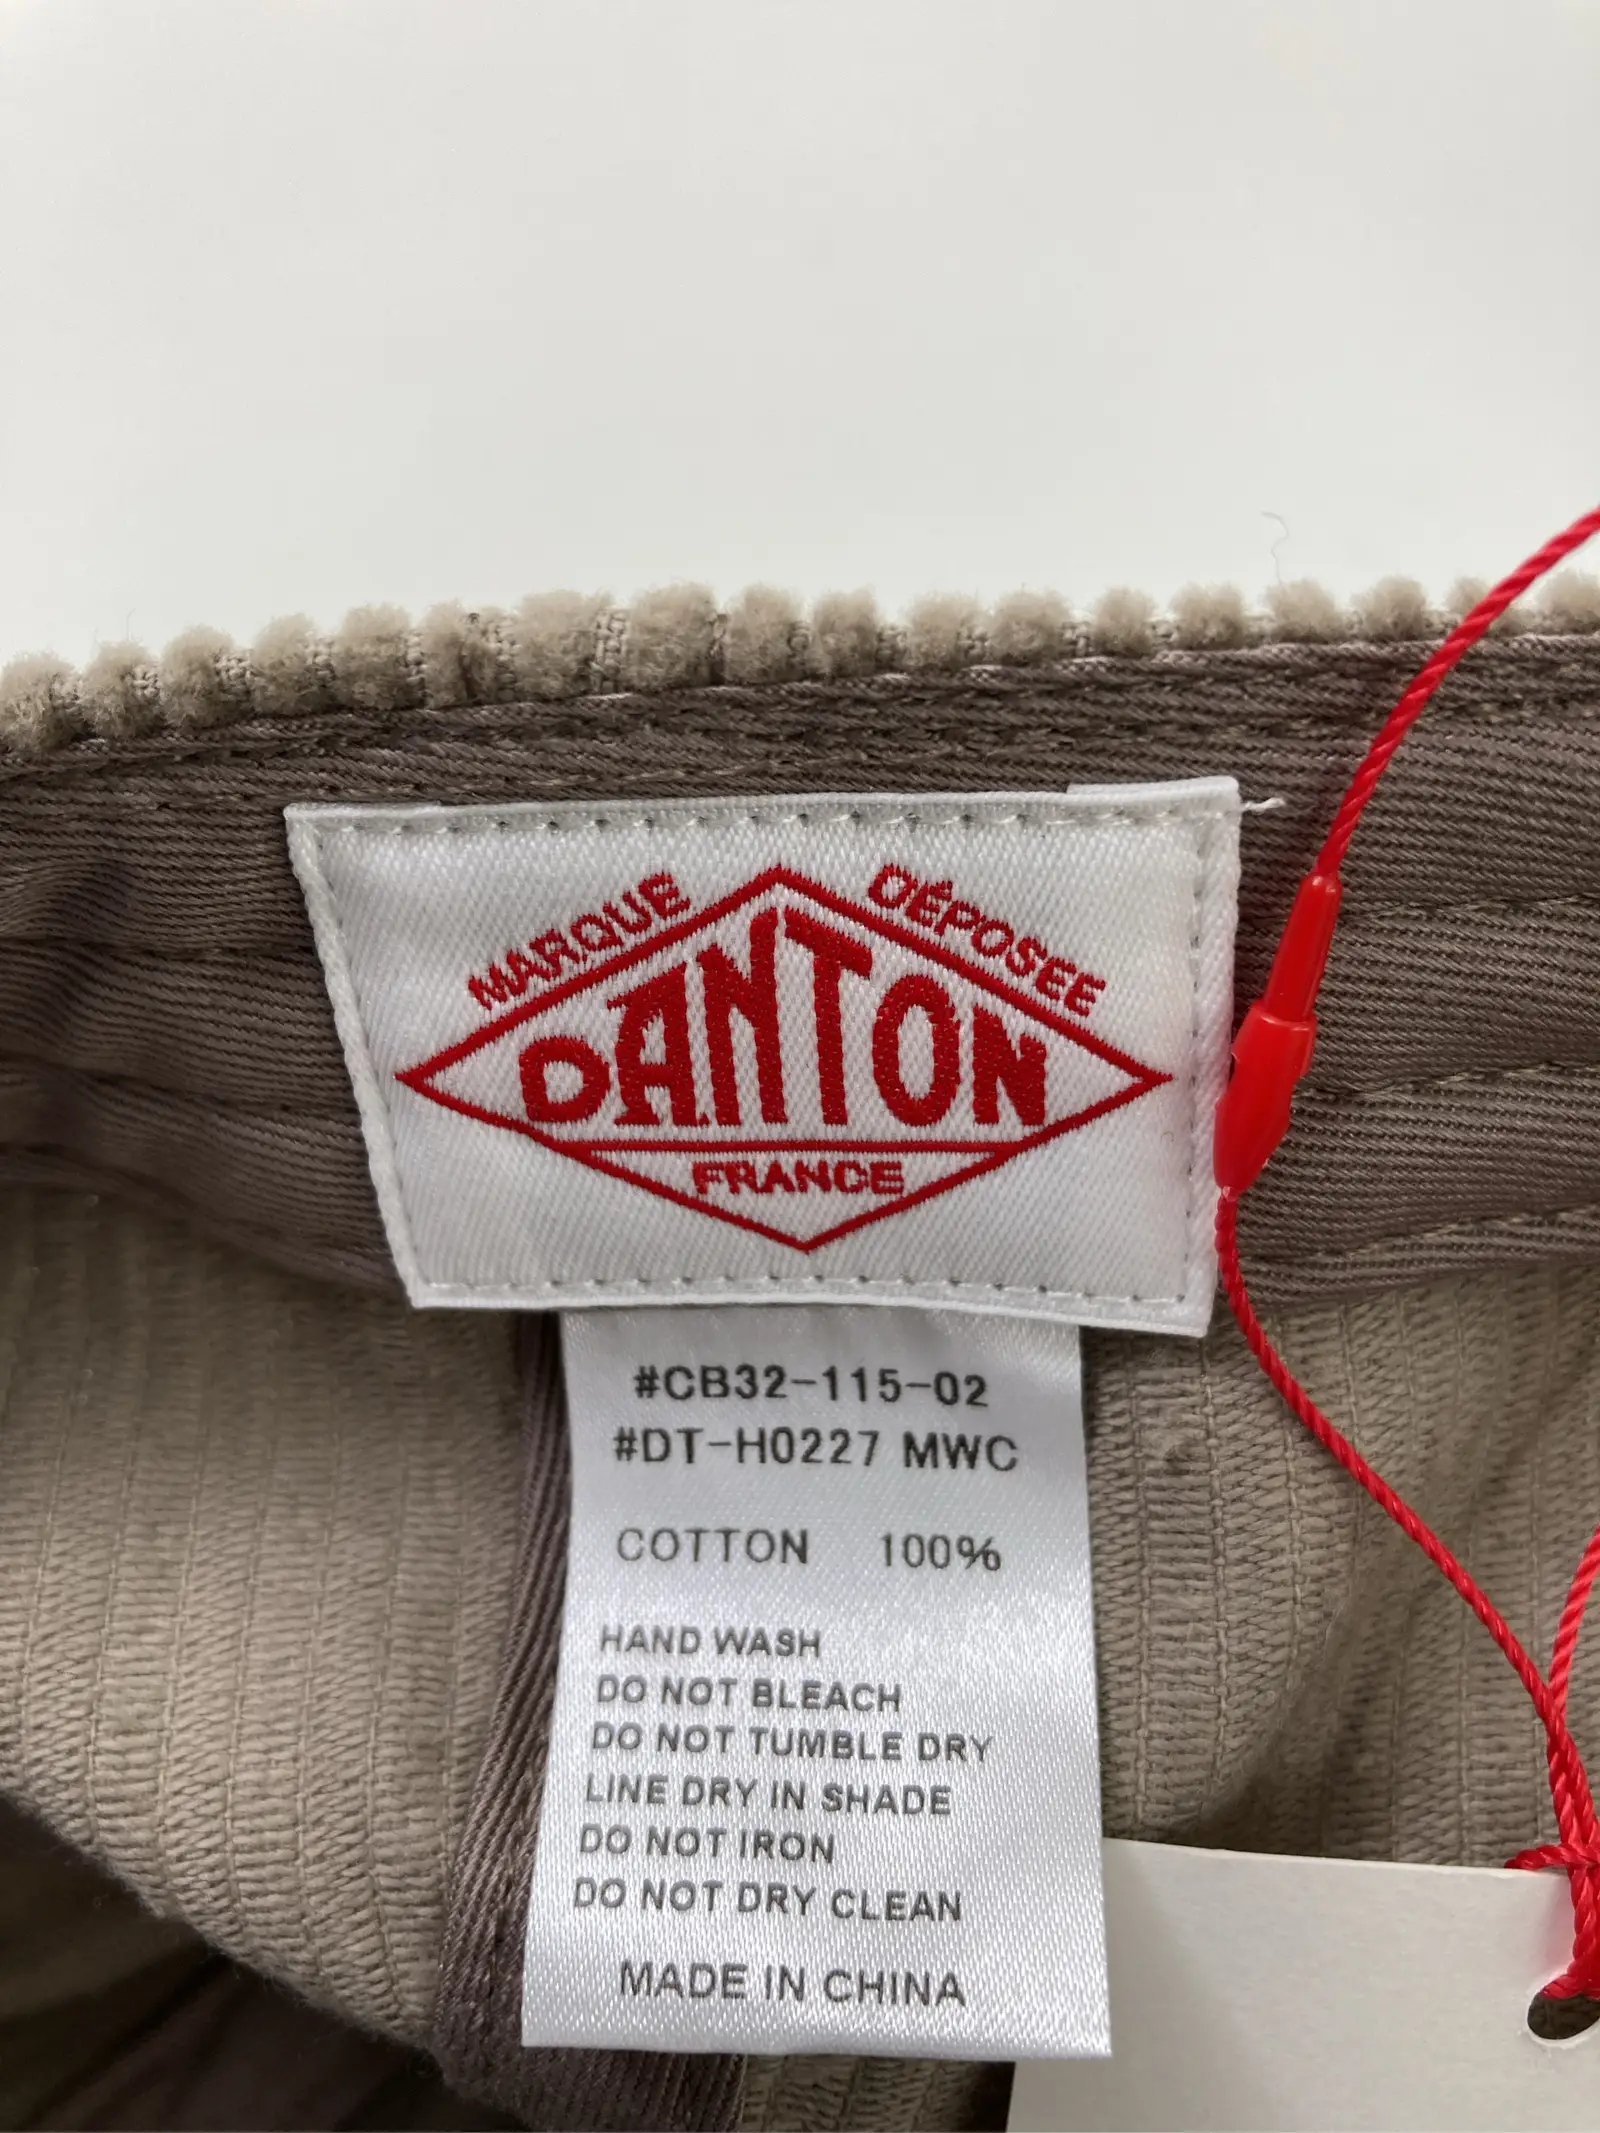 MARQUE DÉPOSEE
DANTON
FRANCE
#CB32-115-02
#DT-H0227 MWC
COTTON 100%
HAND WASH
DO NOT BLEACH
DO NOT TUMBLE DRY
LINE DRY IN SHADE
DO NOT IRON
DO NOT DRY CLEAN
MADE IN CHINA